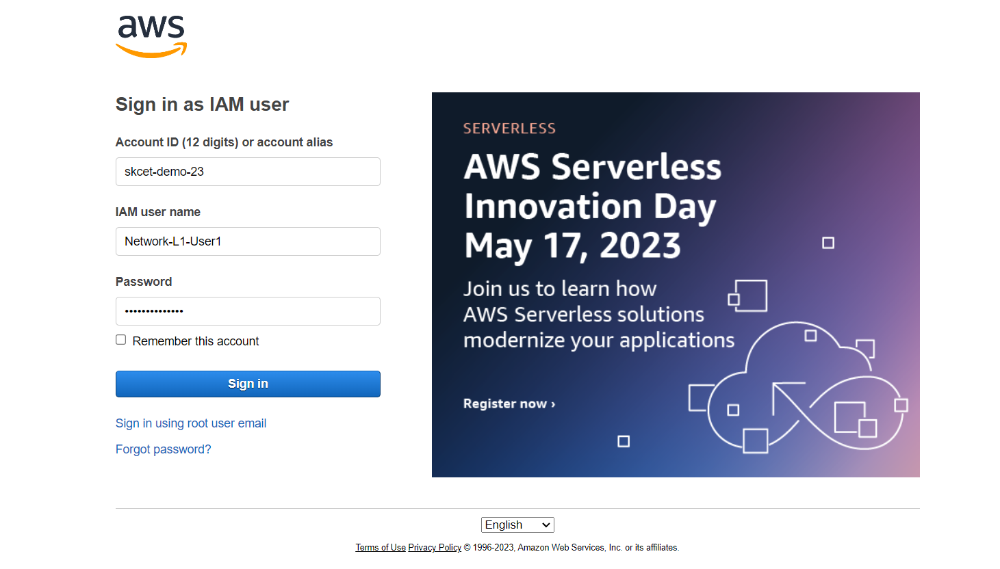 aws
Sign in as IAM user
Account ID (12 digits) or account alias
skcet-demo-23
IAM user name
Network-L1-User1
Password
••••••••••••••
Remember this account
Sign in
Sign in using root user email
Forgot password?
SERVERLESS
AWS Serverless
Innovation Day
May 17, 2023
Join us to learn how
AWS Serverless solutions
modernize your applications
Register now ›
English
Terms of Use Privacy Policy © 1996-2023, Amazon Web Services, Inc. or its affiliates.